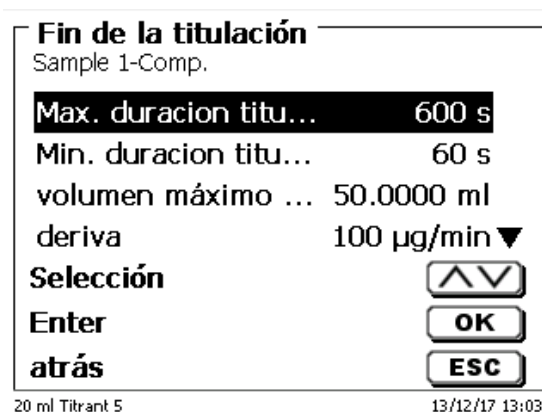 Fin de la titulación
Sample 1-Comp.
Max. duracion titu... 600 s
Min. duracion titu... 60 s
volumen máximo ... 50.0000 ml
deriva 100 µg/min▼
Selección
Enter OK
atrás ESC
20 ml Titrant 5 13/12/17 13:03